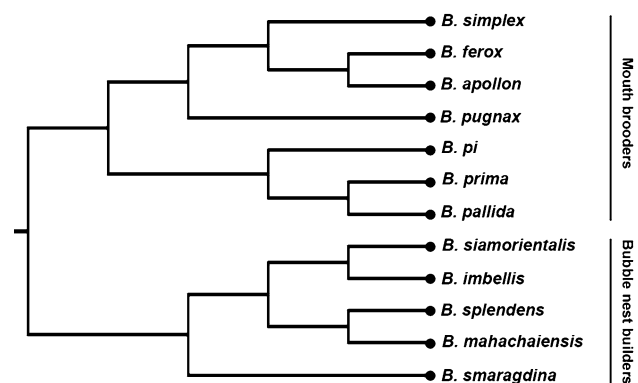 B. simplex
B. ferox
B. apollon
B. pugnax
B. pi
B. prima
B. pallida
Mouth brooders
B. siamorientalis
B. imbellis
B. splendens
B. mahachaiensis
B. smaragdina
Bubble nest builders